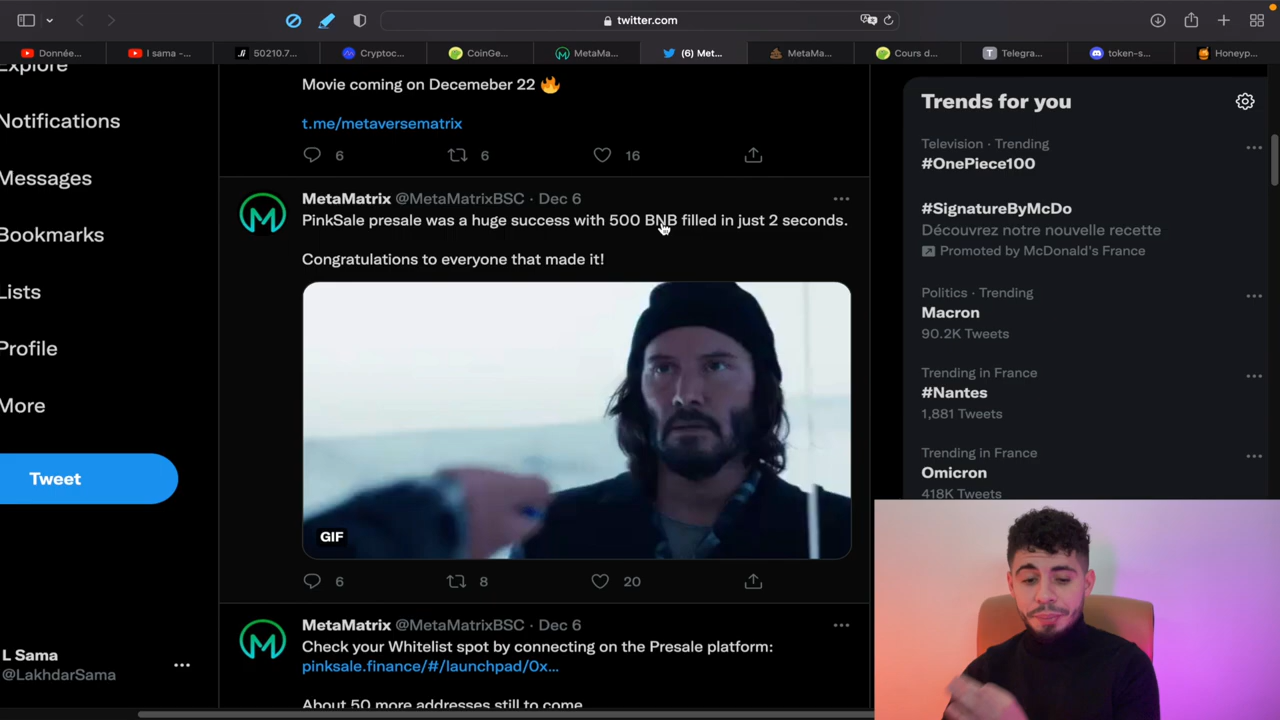 twitter.com
Donnée...
I sama -...
50210.7...
Cryptoc...
CoinGe...
MetaMa...
(6) Met...
MetaMa...
Cours d...
Telegra...
token-s...
Honeyp...
Explore
Notifications
Messages
Bookmarks
Lists
Profile
More
Tweet
L Sama
@LakhdarSama
Movie coming on Decemeber 22 🔥
t.me/metaversematrix
6
6
16
MetaMatrix @MetaMatrixBSC · Dec 6
PinkSale presale was a huge success with 500 BNB filled in just 2 seconds.
Congratulations to everyone that made it!
GIF
6
8
20
MetaMatrix @MetaMatrixBSC · Dec 6
Check your Whitelist spot by connecting on the Presale platform:
pinksale.finance/#/launchpad/0x...
About 50 more addresses still to come
Trends for you
Television · Trending
#OnePiece100
#SignatureByMcDo
Découvrez notre nouvelle recette
Promoted by McDonald's France
Politics · Trending
Macron
90.2K Tweets
Trending in France
#Nantes
1,881 Tweets
Trending in France
Omicron
418K Tweets